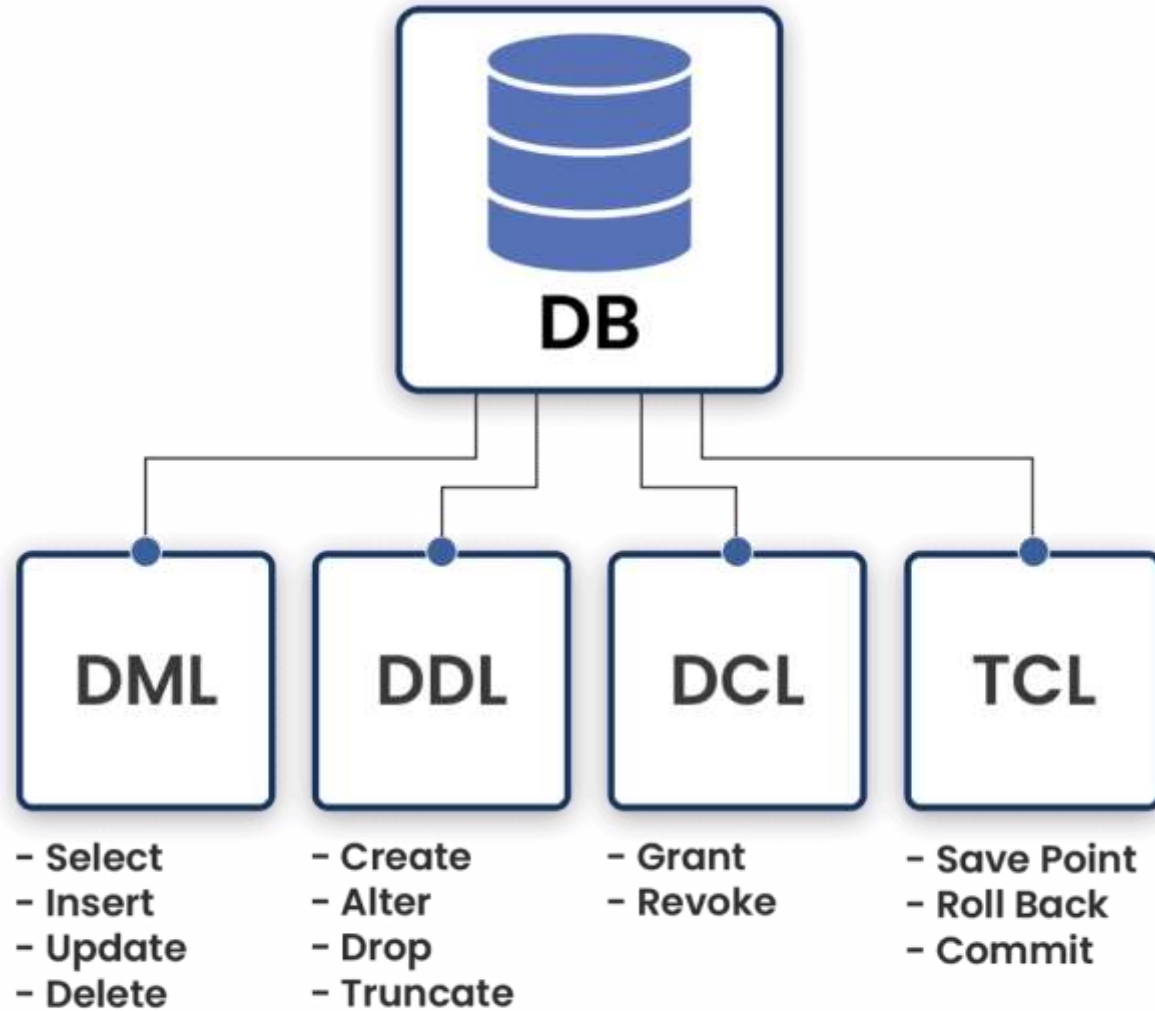 DB
DML
DDL
DCL
TCL
- Select
- Insert
- Update
- Delete
- Create
- Alter
- Drop
- Truncate
- Grant
- Revoke
- Save Point
- Roll Back
- Commit